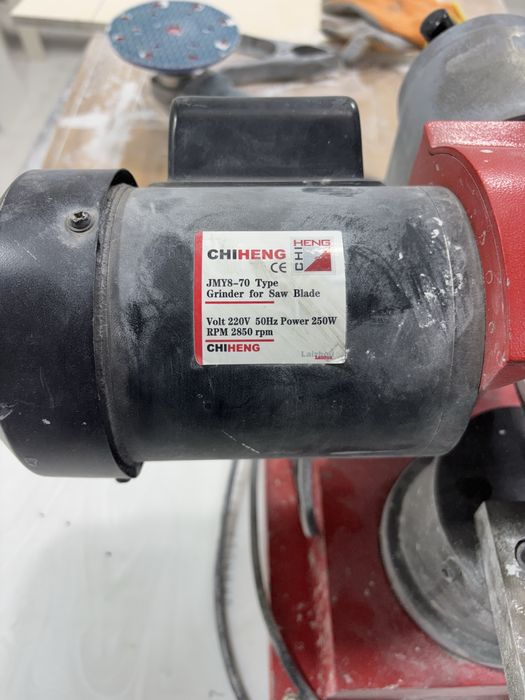 CHIHENG
CE
CHI HENG
JMY8-70 Type
Grinder for Saw Blade
Volt 220V 50Hz Power 250W
RPM 2850 rpm
CHIHENG
Laizhou